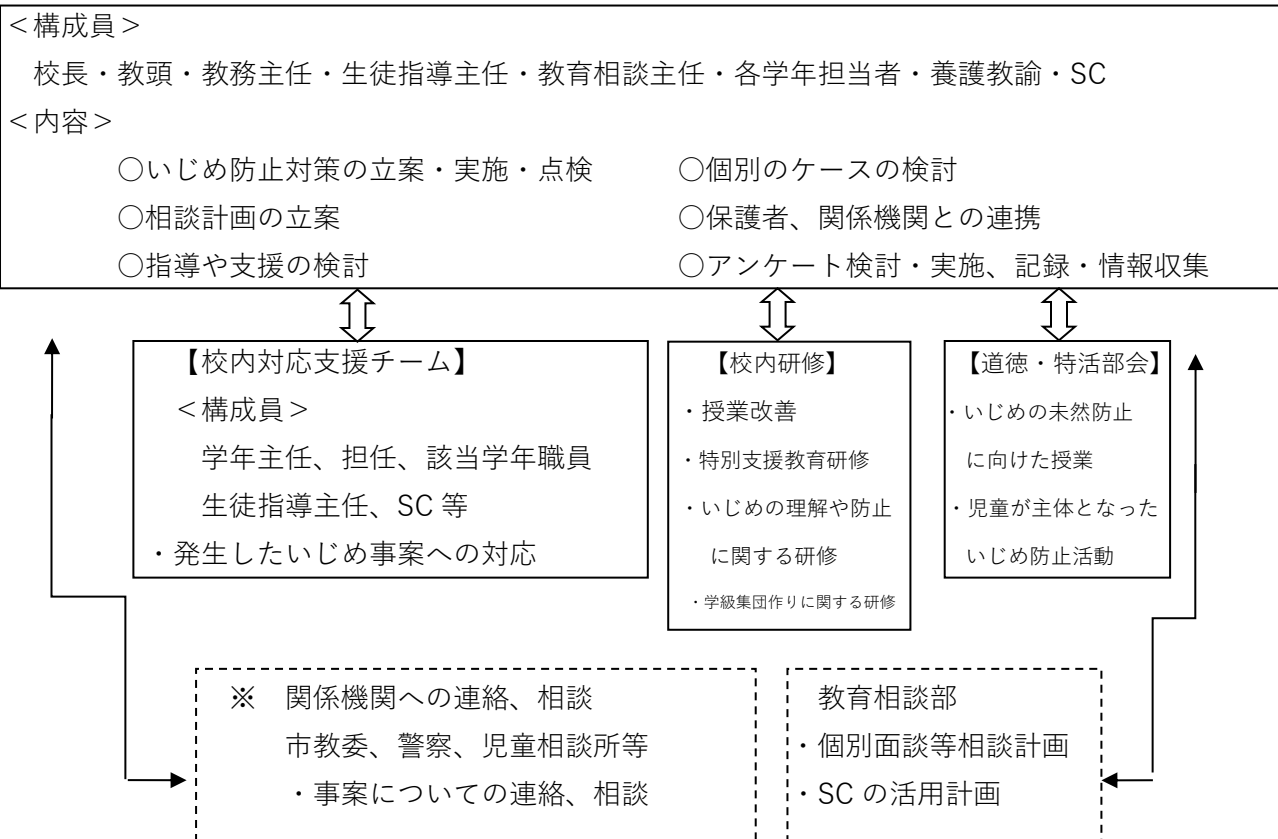 ＜構成員＞
校長・教頭・教務主任・生徒指導主任・教育相談主任・各学年担当者・養護教諭・SC
＜内容＞
○いじめ防止対策の立案・実施・点検　○個別のケースの検討
○相談計画の立案　○保護者、関係機関との連携
○指導や支援の検討　○アンケート検討・実施、記録・情報収集
【校内対応支援チーム】
＜構成員＞
学年主任、担任、該当学年職員
生徒指導主任、SC 等
・発生したいじめ事案への対応
【校内研修】
・授業改善
・特別支援教育研修
・いじめの理解や防止
に関する研修
・学級集団作りに関する研修
【道徳・特活部会】
・いじめの未然防止
に向けた授業
・児童が主体となった
いじめ防止活動
※　関係機関への連絡、相談
市教委、警察、児童相談所等
・事案についての連絡、相談
教育相談部
・個別面談等相談計画
・SC の活用計画